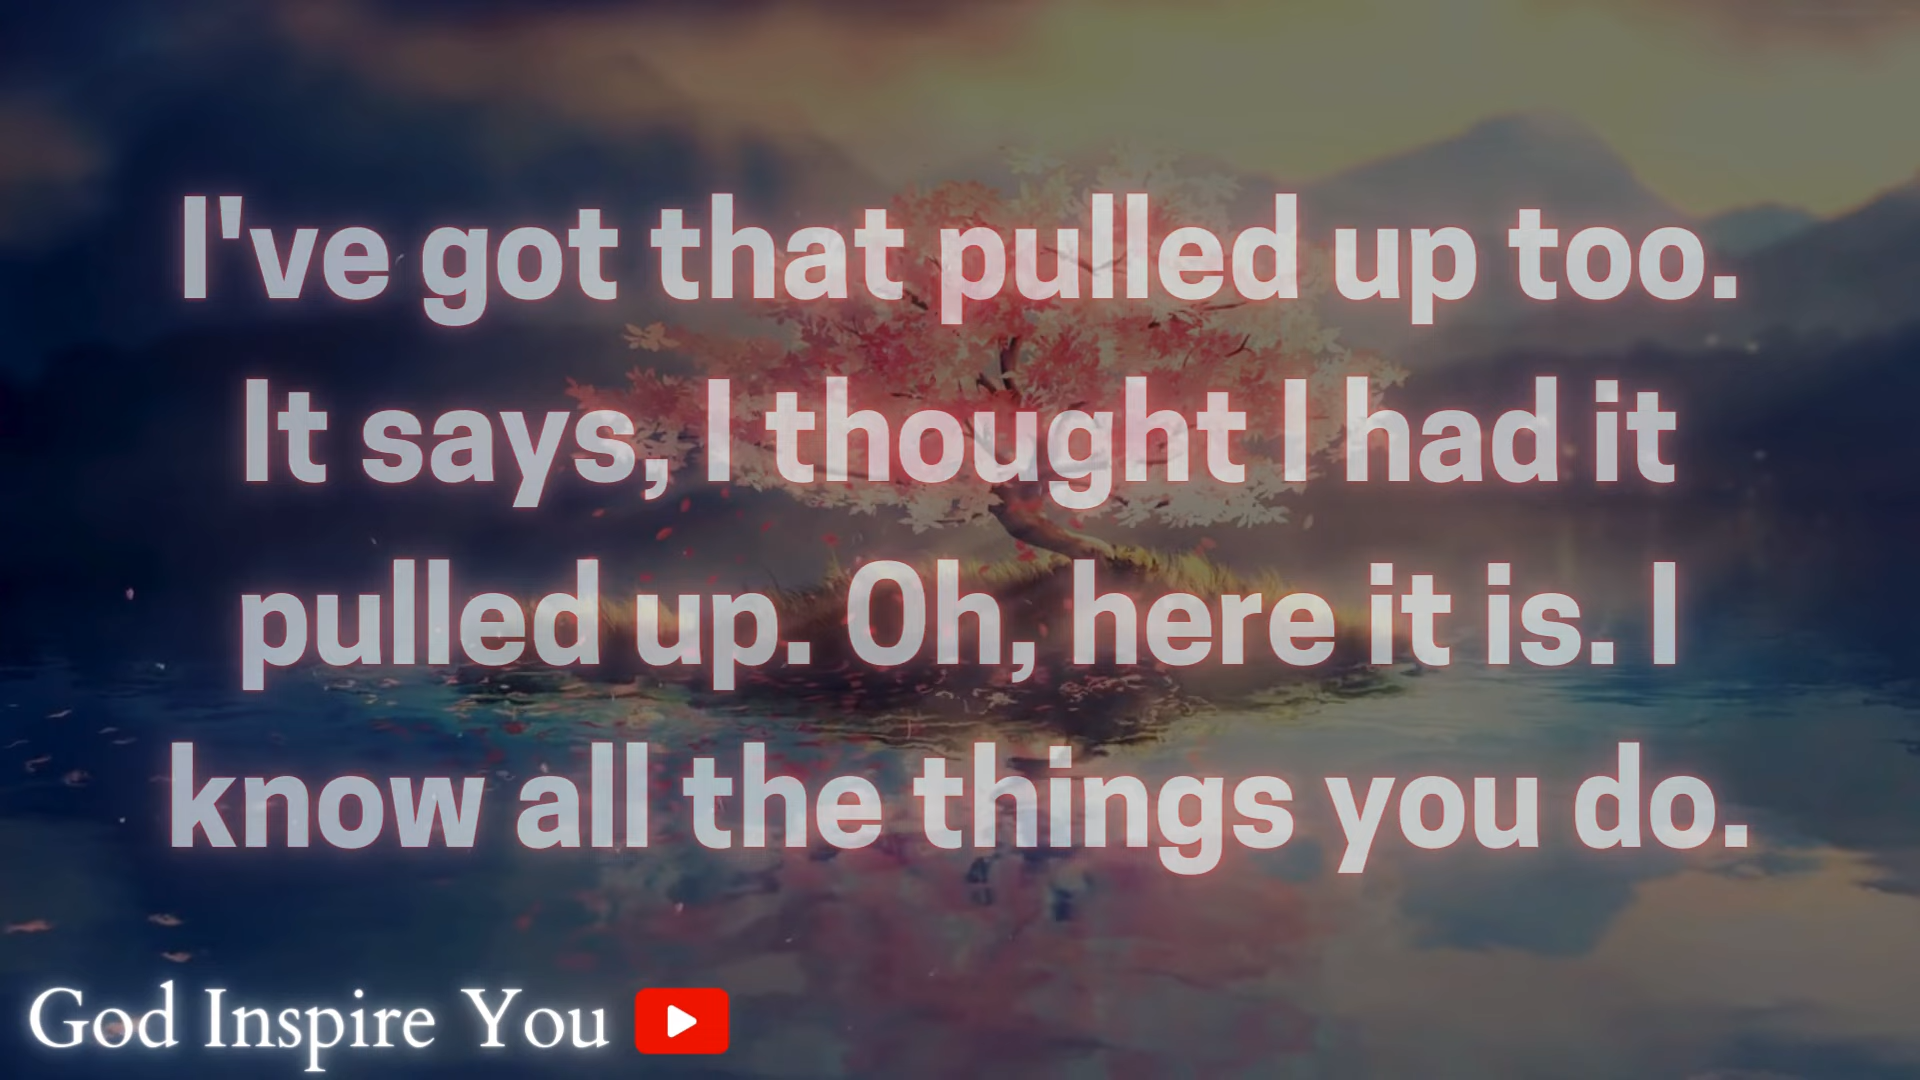 I've got that pulled up too.
It says, I thought I had it
pulled up. Oh, here it is. I
know all the things you do.
God Inspire You